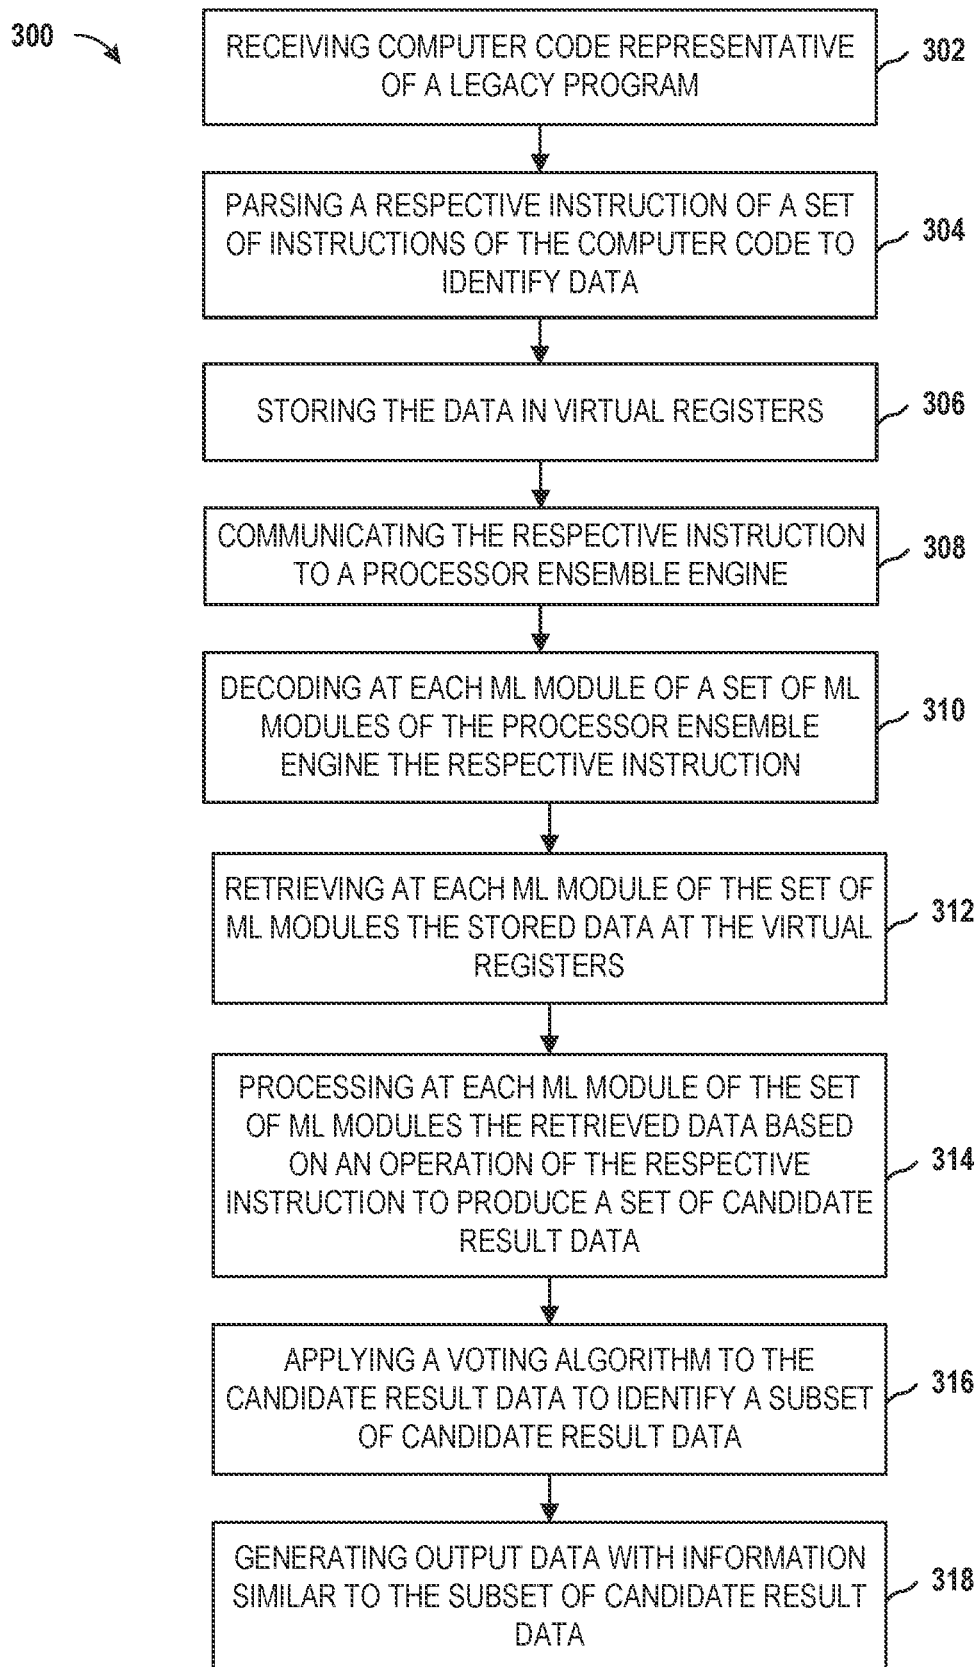 300
RECEIVING COMPUTER CODE REPRESENTATIVE
OF A LEGACY PROGRAM
302
PARSING A RESPECTIVE INSTRUCTION OF A SET
OF INSTRUCTIONS OF THE COMPUTER CODE TO
IDENTIFY DATA
304
STORING THE DATA IN VIRTUAL REGISTERS
306
COMMUNICATING THE RESPECTIVE INSTRUCTION
TO A PROCESSOR ENSEMBLE ENGINE
308
DECODING AT EACH ML MODULE OF A SET OF ML
MODULES OF THE PROCESSOR ENSEMBLE
ENGINE THE RESPECTIVE INSTRUCTION
310
RETRIEVING AT EACH ML MODULE OF THE SET OF
ML MODULES THE STORED DATA AT THE VIRTUAL
REGISTERS
312
PROCESSING AT EACH ML MODULE OF THE SET
OF ML MODULES THE RETRIEVED DATA BASED
ON AN OPERATION OF THE RESPECTIVE
INSTRUCTION TO PRODUCE A SET OF CANDIDATE
RESULT DATA
314
APPLYING A VOTING ALGORITHM TO THE
CANDIDATE RESULT DATA TO IDENTIFY A SUBSET
OF CANDIDATE RESULT DATA
316
GENERATING OUTPUT DATA WITH INFORMATION
SIMILAR TO THE SUBSET OF CANDIDATE RESULT
DATA
318